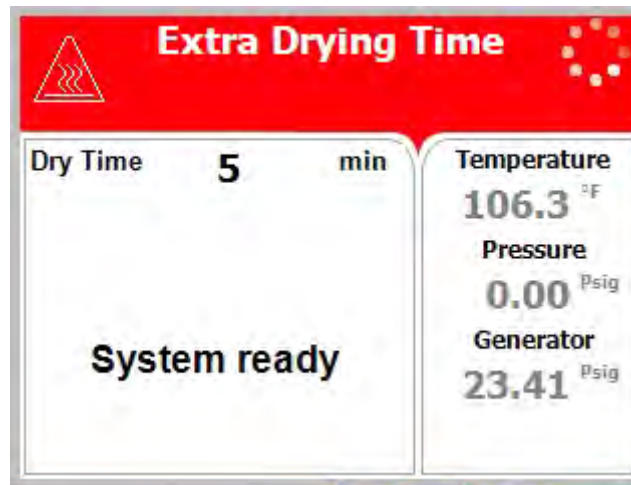 Extra Drying Time
Dry Time 5 min
System ready
Temperature
106.3 °F
Pressure
0.00 Psig
Generator
23.41 Psig